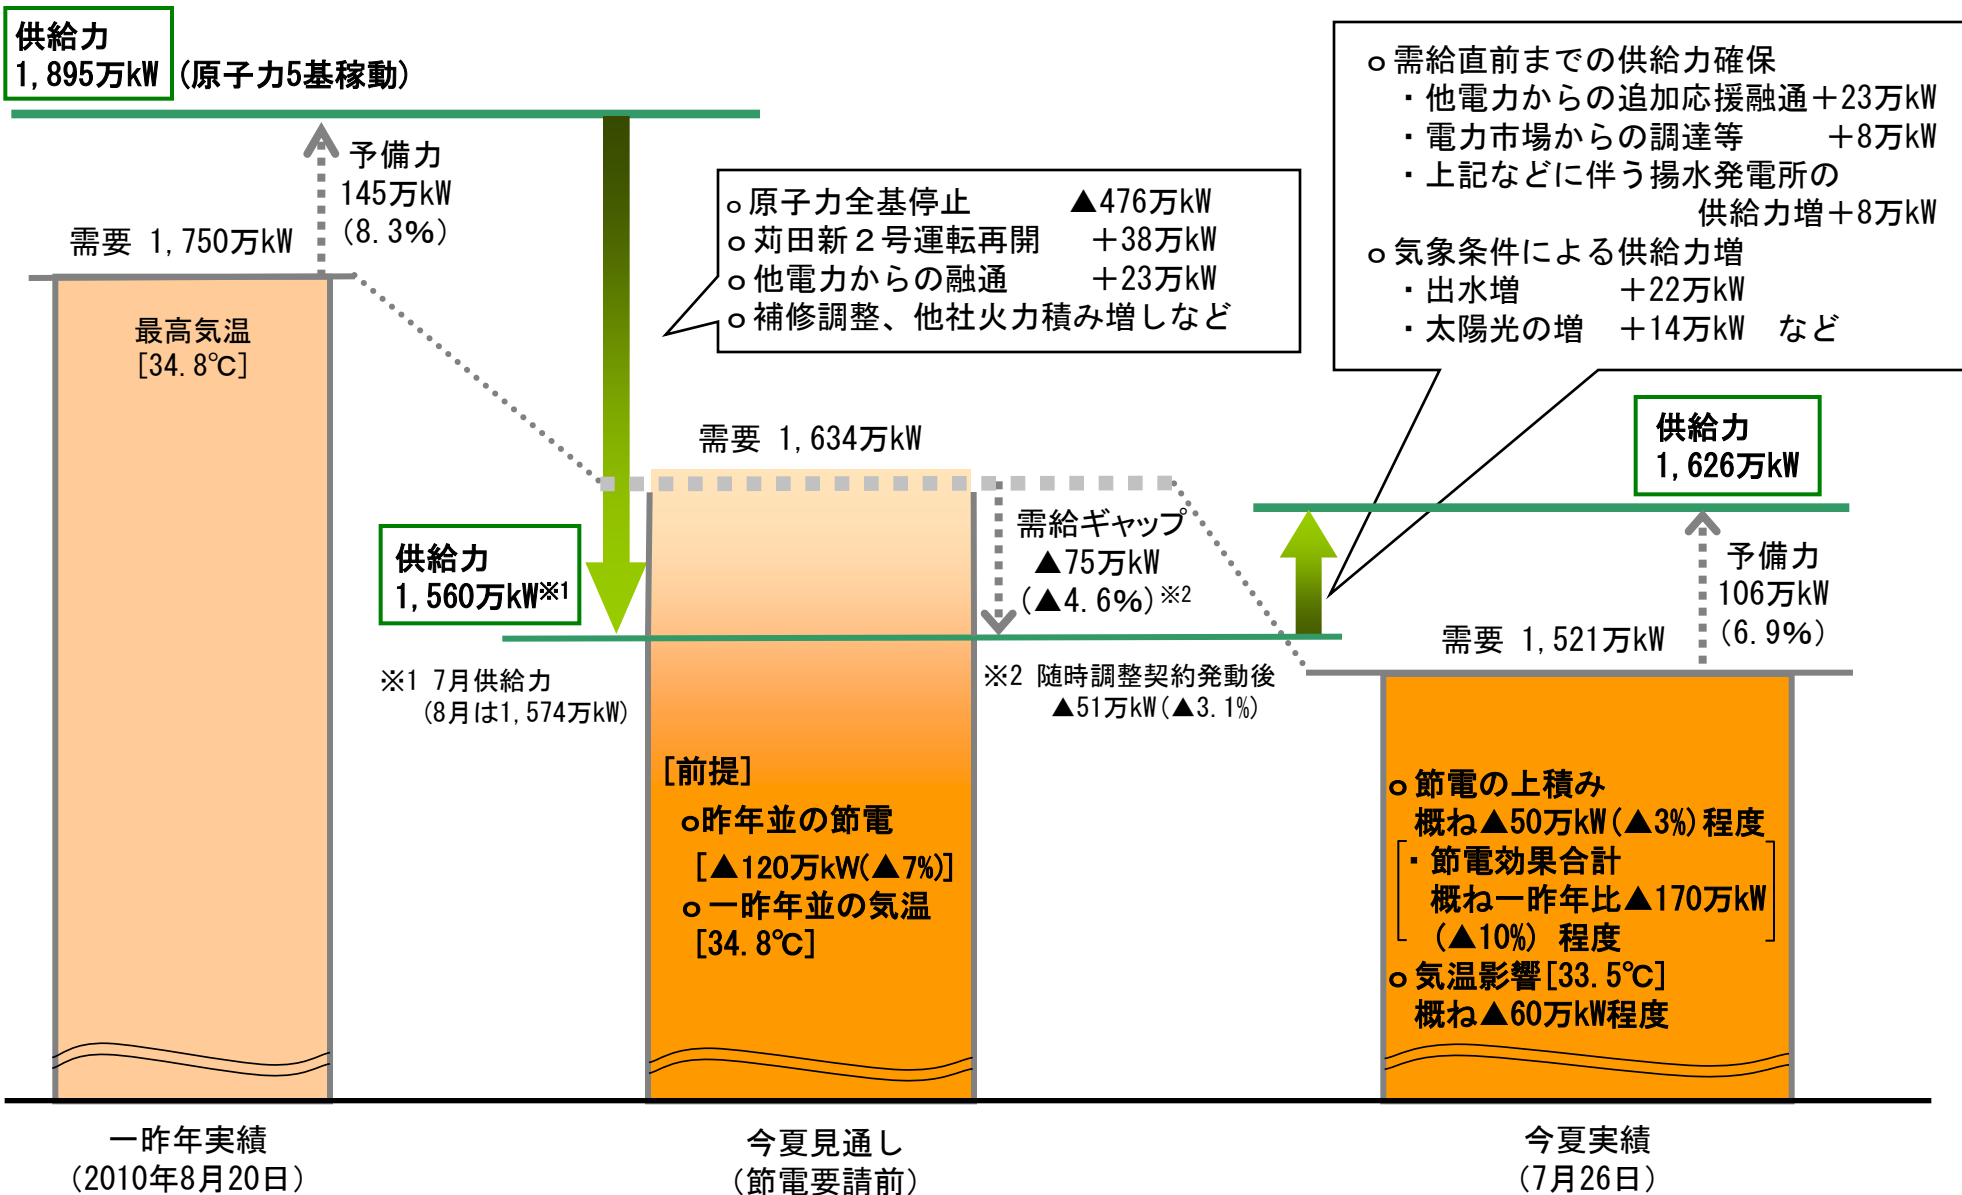 供給力
1,895万kW (原子力5基稼動)
予備力
145万kW
(8.3%)
需要 1,750万kW
最高気温
[34.8℃]
o原子力全基停止 ▲476万kW
o苅田新２号運転再開 ＋38万kW
o他電力からの融通 ＋23万kW
o補修調整、他社火力積み増しなど
o需給直前までの供給力確保
・他電力からの追加応援融通＋23万kW
・電力市場からの調達等 ＋8万kW
・上記などに伴う揚水発電所の
供給力増＋8万kW
o気象条件による供給力増
・出水増 ＋22万kW
・太陽光の増 ＋14万kW など
需要 1,634万kW
供給力
1,560万kW※1
※1 7月供給力
(8月は1,574万kW)
需給ギャップ
▲75万kW
(▲4.6%)※2
※2 随時調整契約発動後
▲51万kW(▲3.1%)
[前提]
o昨年並の節電
[▲120万kW(▲7%)]
o一昨年並の気温
[34.8℃]
供給力
1,626万kW
予備力
106万kW
(6.9%)
需要 1,521万kW
o節電の上積み
概ね▲50万kW(▲3%)程度
・節電効果合計
概ね一昨年比▲170万kW
(▲10%) 程度
o気温影響[33.5℃]
概ね▲60万kW程度
一昨年実績
(2010年8月20日)
今夏見通し
(節電要請前)
今夏実績
(7月26日)